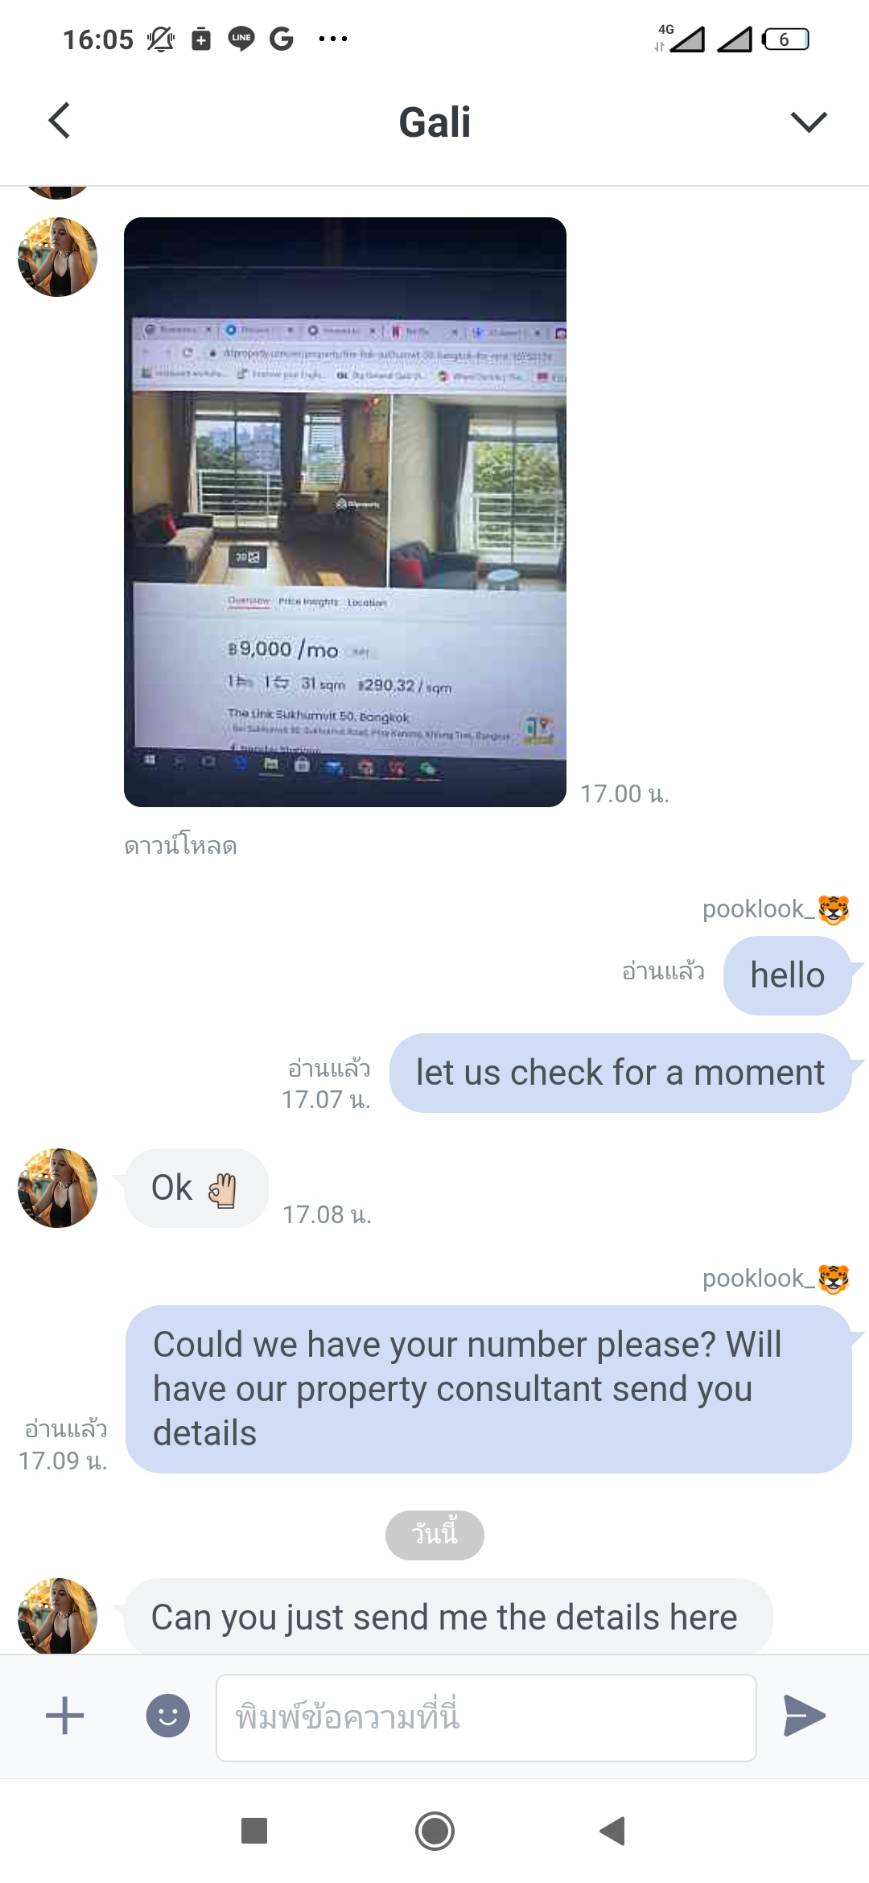 16:05
LINE
G
4G
6
Gali
Overview Price Insights Location
฿9,000 /mo
1 1 31 sqm ฿290.32 / sqm
The Link Sukhumvit 50, Bangkok
17.00 น.
ดาวน์โหลด
pooklook_
อ่านแล้ว
hello
อ่านแล้ว
17.07 น.
let us check for a moment
Ok
17.08 น.
pooklook_
Could we have your number please? Will
have our property consultant send you
details
อ่านแล้ว
17.09 น.
วันนี้
Can you just send me the details here
พิมพ์ข้อความที่นี่